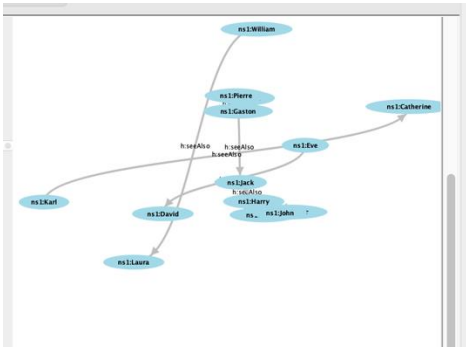 ns1:William
ns1:Pierre
ns1:Gaston
ns1:Catherine
h:seeAlso
h:seeAlso
ns1:Eve
h:seeAlso
ns1:Jack
h:seeAlso
ns1:Karl
ns1:Harry
ns1:David
ns1:John
ns1:Laura